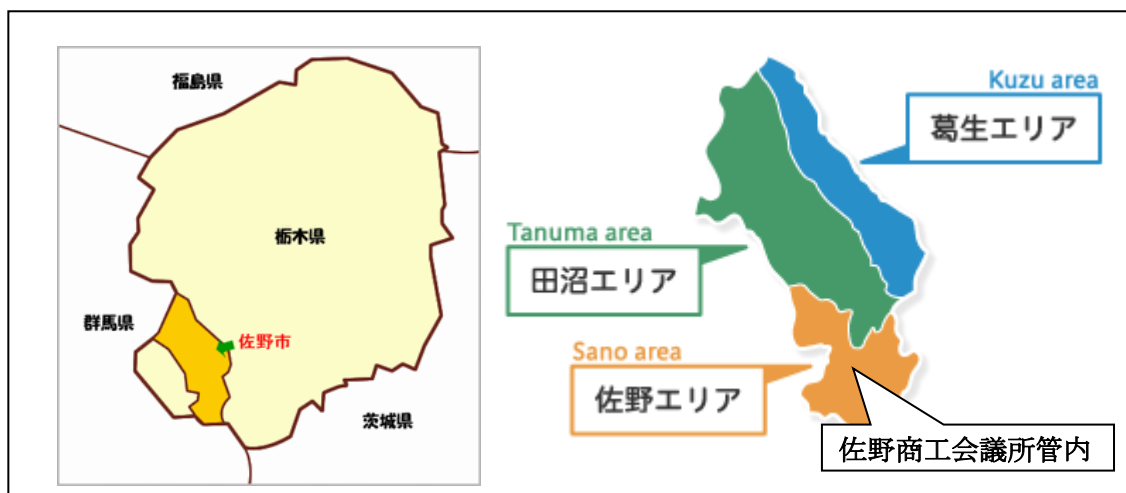 福島県
栃木県
群馬県
佐野市
茨城県
Kuzu area
葛生エリア
Tanuma area
田沼エリア
Sano area
佐野エリア
佐野商工会議所管内